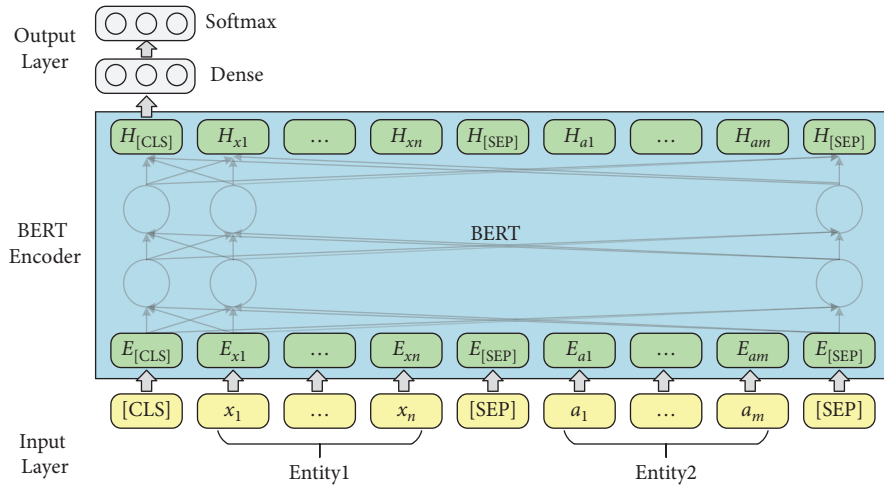 Output
Layer
Softmax
Dense
H[CLS] Hx1 … Hxn H[SEP] Ha1 … Ham H[SEP]
BERT
Encoder
BERT
E[CLS] Ex1 … Exn E[SEP] Ea1 … Eam E[SEP]
Input
Layer
[CLS] x1 … xn [SEP] a1 … am [SEP]
Entity1 Entity2